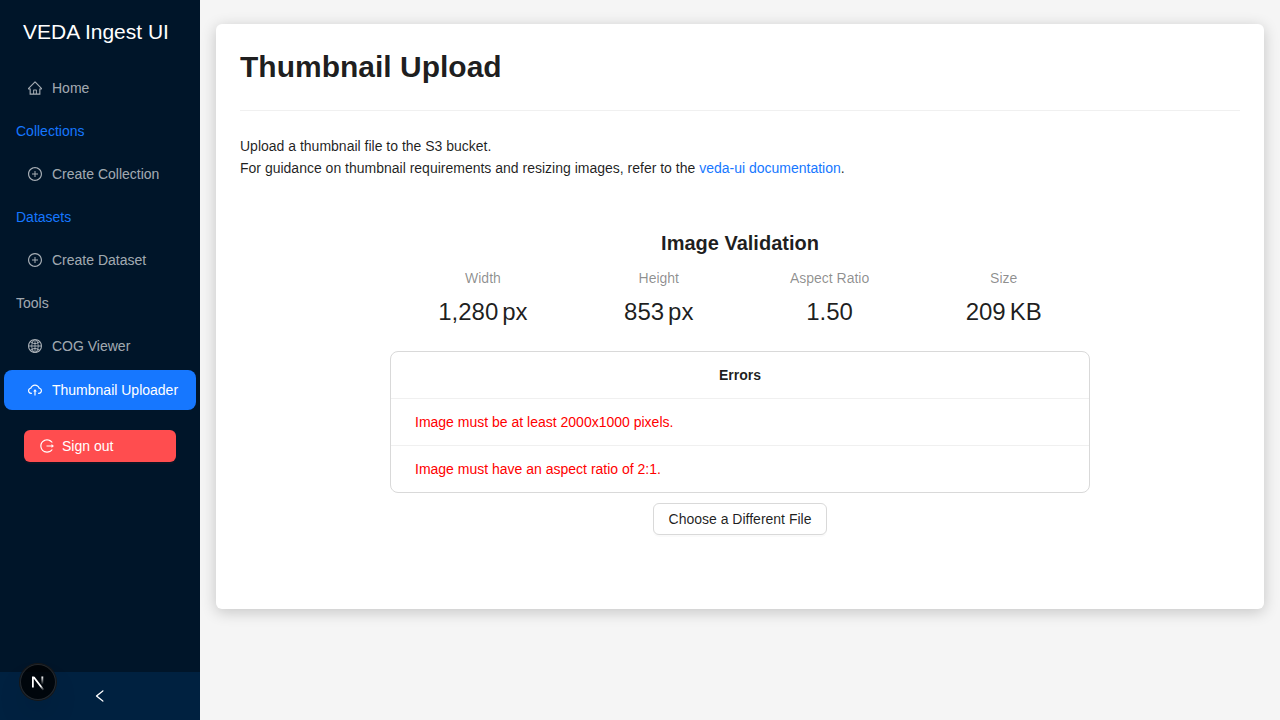 VEDA Ingest UI
Home
Collections
Create Collection
Datasets
Create Dataset
Tools
COG Viewer
Thumbnail Uploader
Sign out
N
Thumbnail Upload
Upload a thumbnail file to the S3 bucket.
For guidance on thumbnail requirements and resizing images, refer to the veda-ui documentation.
Image Validation
Width Height Aspect Ratio Size
1,280 px 853 px 1.50 209 KB
Errors
Image must be at least 2000x1000 pixels.
Image must have an aspect ratio of 2:1.
Choose a Different File